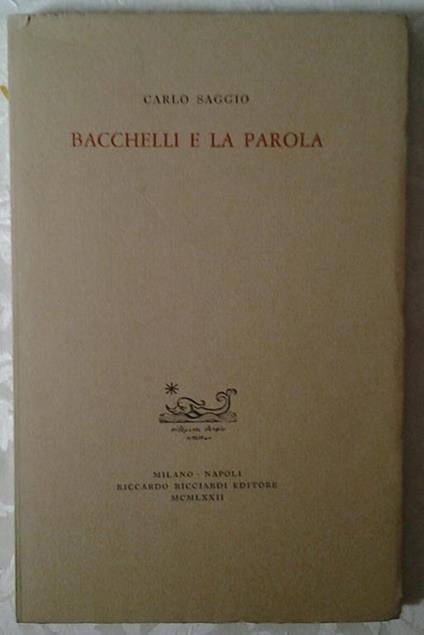 CARLO SAGGIO
BACCHELLI E LA PAROLA
MILANO · NAPOLI
RICCARDO RICCIARDI EDITORE
MCMLXXII